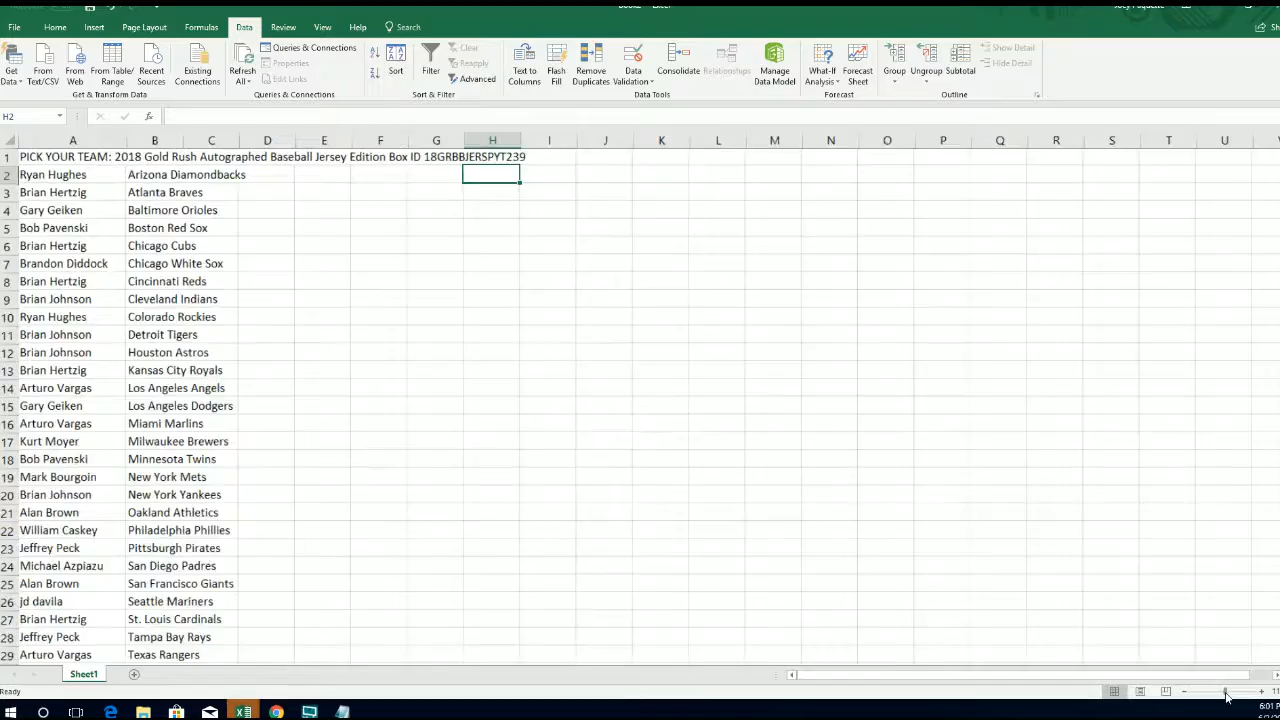 File Home Insert Page Layout Formulas Data Review View Help Search
Get Data From Text/CSV From Web From Table/ Range Recent Sources Existing Connections Refresh All Queries & Connections Properties Edit Links Sort Filter Clear Reapply Advanced Text to Columns Flash Fill Remove Duplicates Data Validation Consolidate Relationships Manage Data Model What-If Analysis Forecast Sheet Group Ungroup Subtotal Show Detail Hide Detail
Get & Transform Data Queries & Connections Sort & Filter Data Tools Forecast Outline
H2 fx
A B C D E F G H I J K L M N O P Q R S T U
1 PICK YOUR TEAM: 2018 Gold Rush Autographed Baseball Jersey Edition Box ID 18GRBBJERSPYT239
2 Ryan Hughes Arizona Diamondbacks
3 Brian Hertzig Atlanta Braves
4 Gary Geiken Baltimore Orioles
5 Bob Pavenski Boston Red Sox
6 Brian Hertzig Chicago Cubs
7 Brandon Diddock Chicago White Sox
8 Brian Hertzig Cincinnati Reds
9 Brian Johnson Cleveland Indians
10 Ryan Hughes Colorado Rockies
11 Brian Johnson Detroit Tigers
12 Brian Johnson Houston Astros
13 Brian Hertzig Kansas City Royals
14 Arturo Vargas Los Angeles Angels
15 Gary Geiken Los Angeles Dodgers
16 Arturo Vargas Miami Marlins
17 Kurt Moyer Milwaukee Brewers
18 Bob Pavenski Minnesota Twins
19 Mark Bourgoin New York Mets
20 Brian Johnson New York Yankees
21 Alan Brown Oakland Athletics
22 William Caskey Philadelphia Phillies
23 Jeffrey Peck Pittsburgh Pirates
24 Michael Azpiazu San Diego Padres
25 Alan Brown San Francisco Giants
26 jd davila Seattle Mariners
27 Brian Hertzig St. Louis Cardinals
28 Jeffrey Peck Tampa Bay Rays
29 Arturo Vargas Texas Rangers
Sheet1
Ready
6:01 P